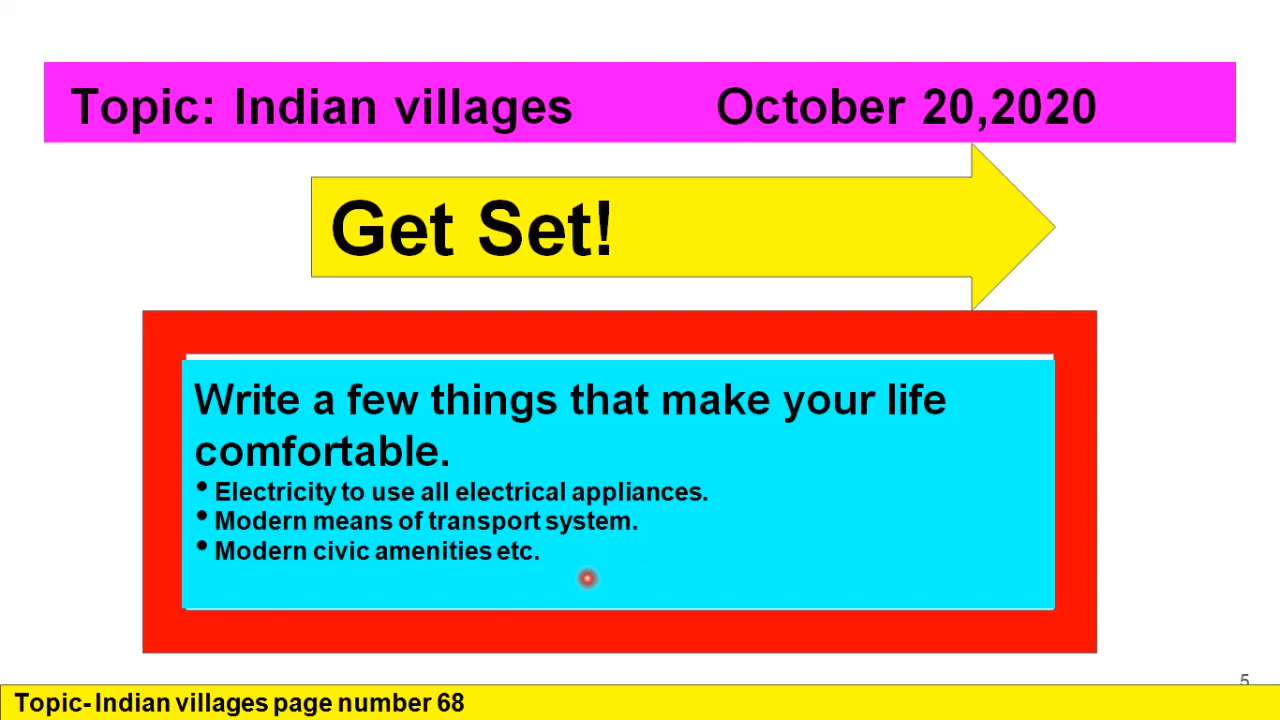 Topic: Indian villages October 20,2020
Get Set!
Write a few things that make your life
comfortable.
• Electricity to use all electrical appliances.
• Modern means of transport system.
• Modern civic amenities etc.
5
Topic- Indian villages page number 68